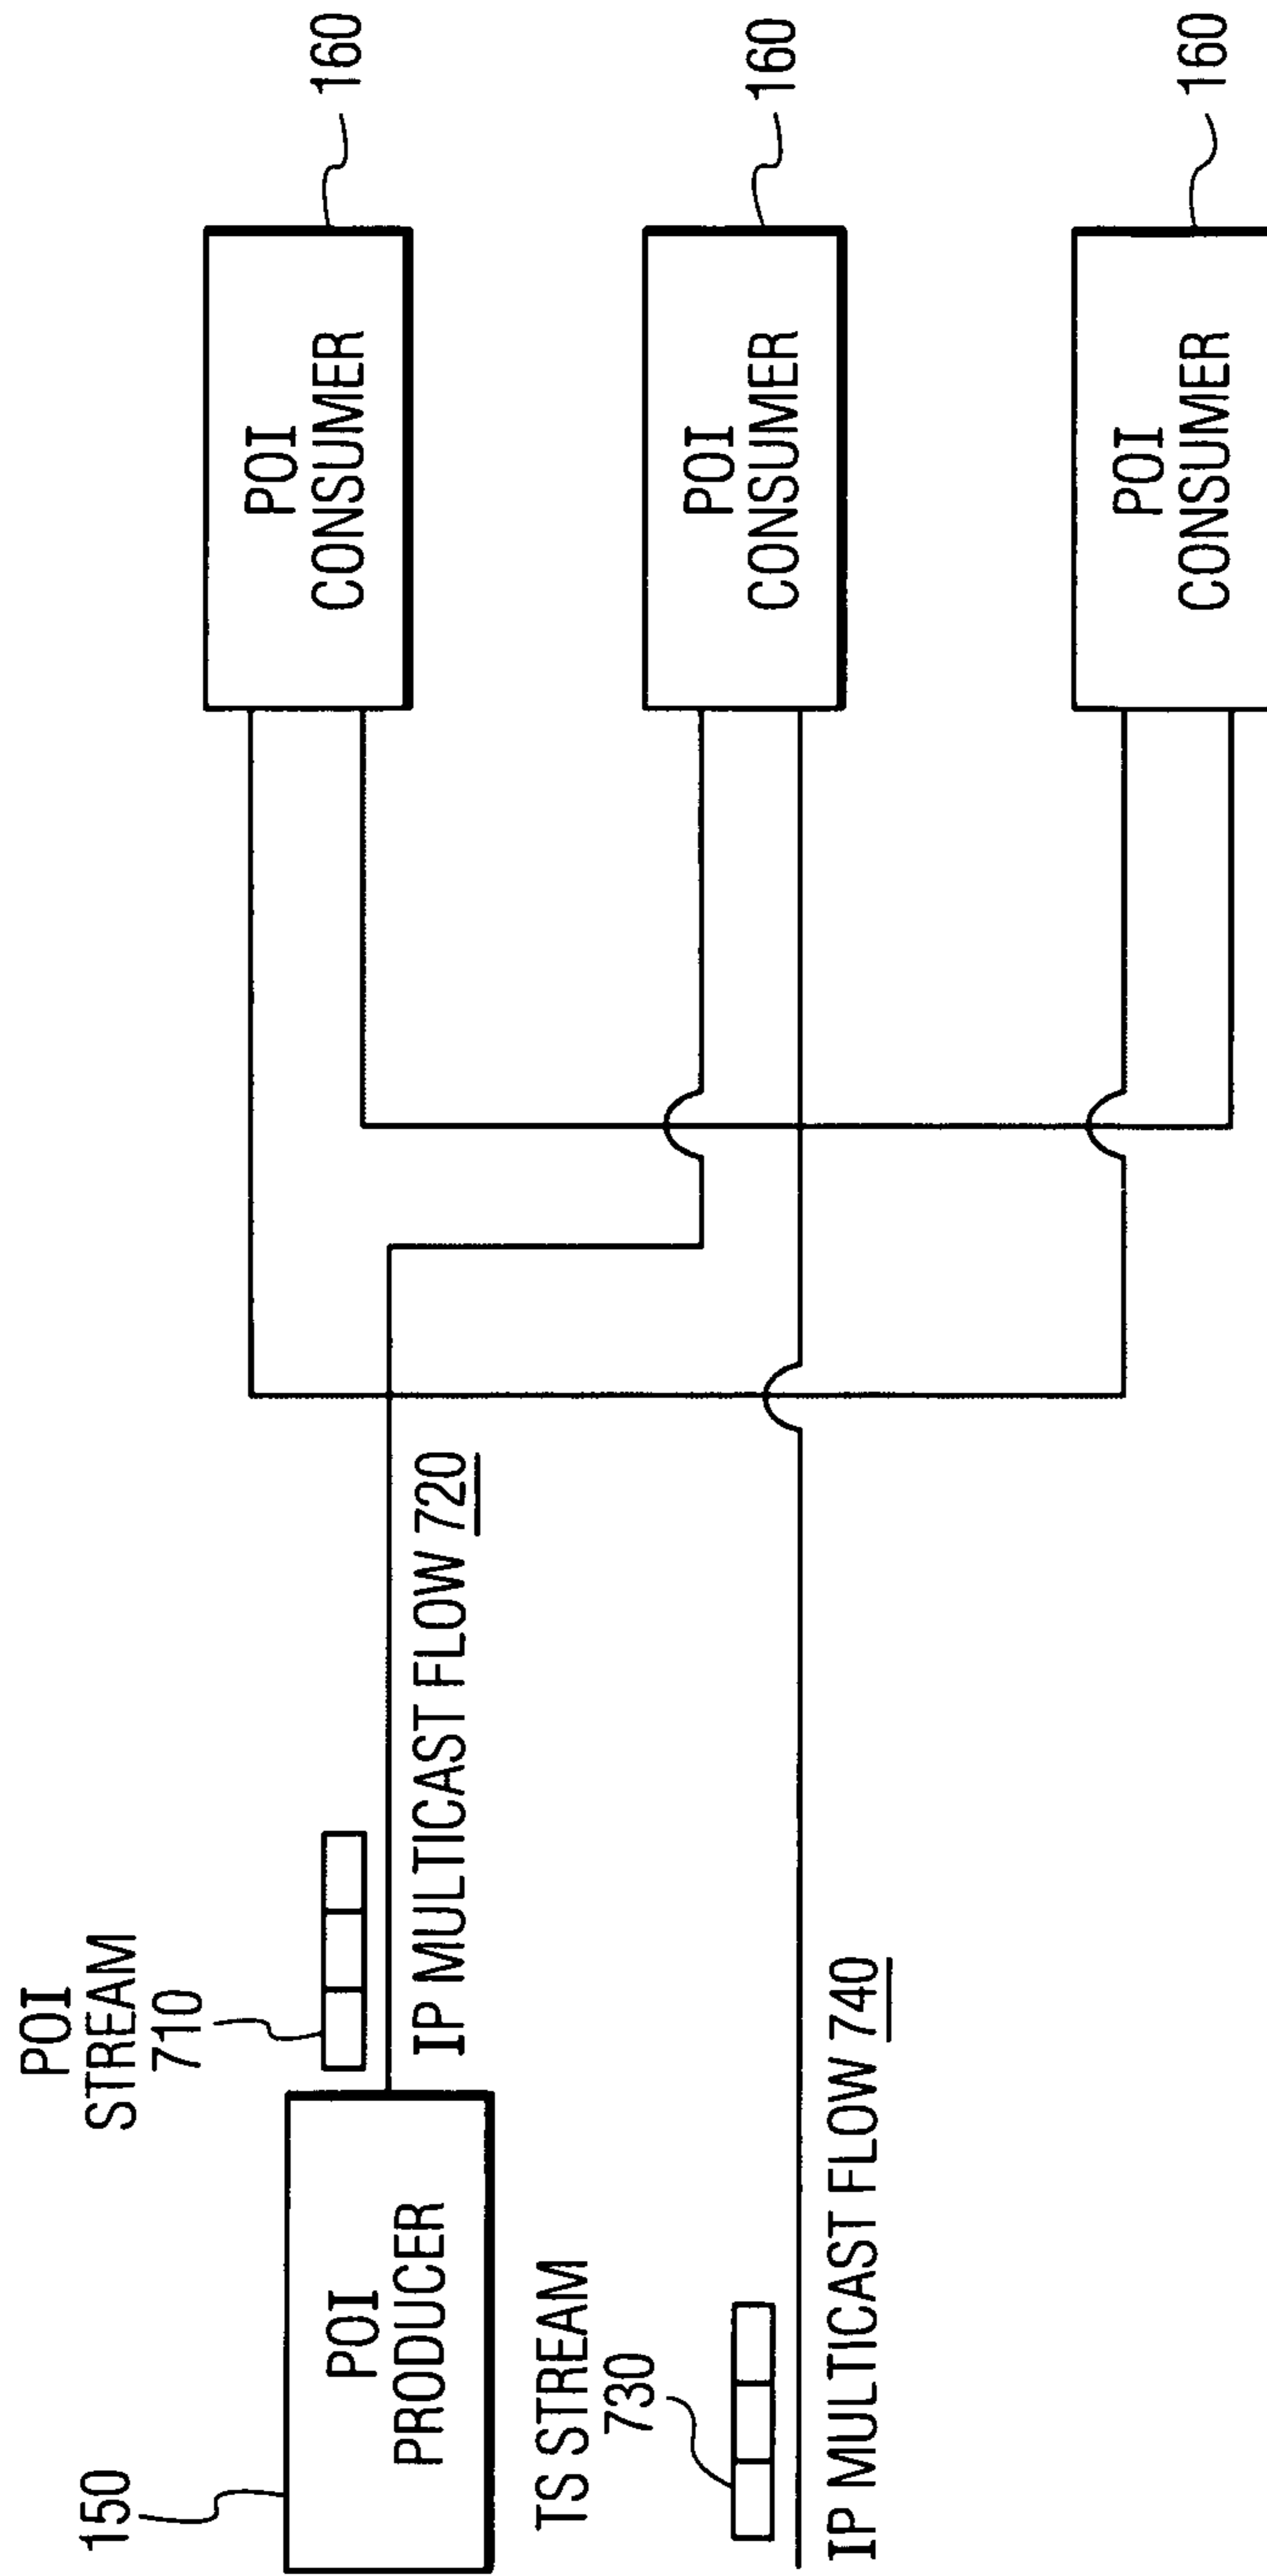 150
POI
PRODUCER
POI
STREAM
710
IP MULTICAST FLOW 720
TS STREAM
730
IP MULTICAST FLOW 740
POI
CONSUMER
160
POI
CONSUMER
160
POI
CONSUMER
160